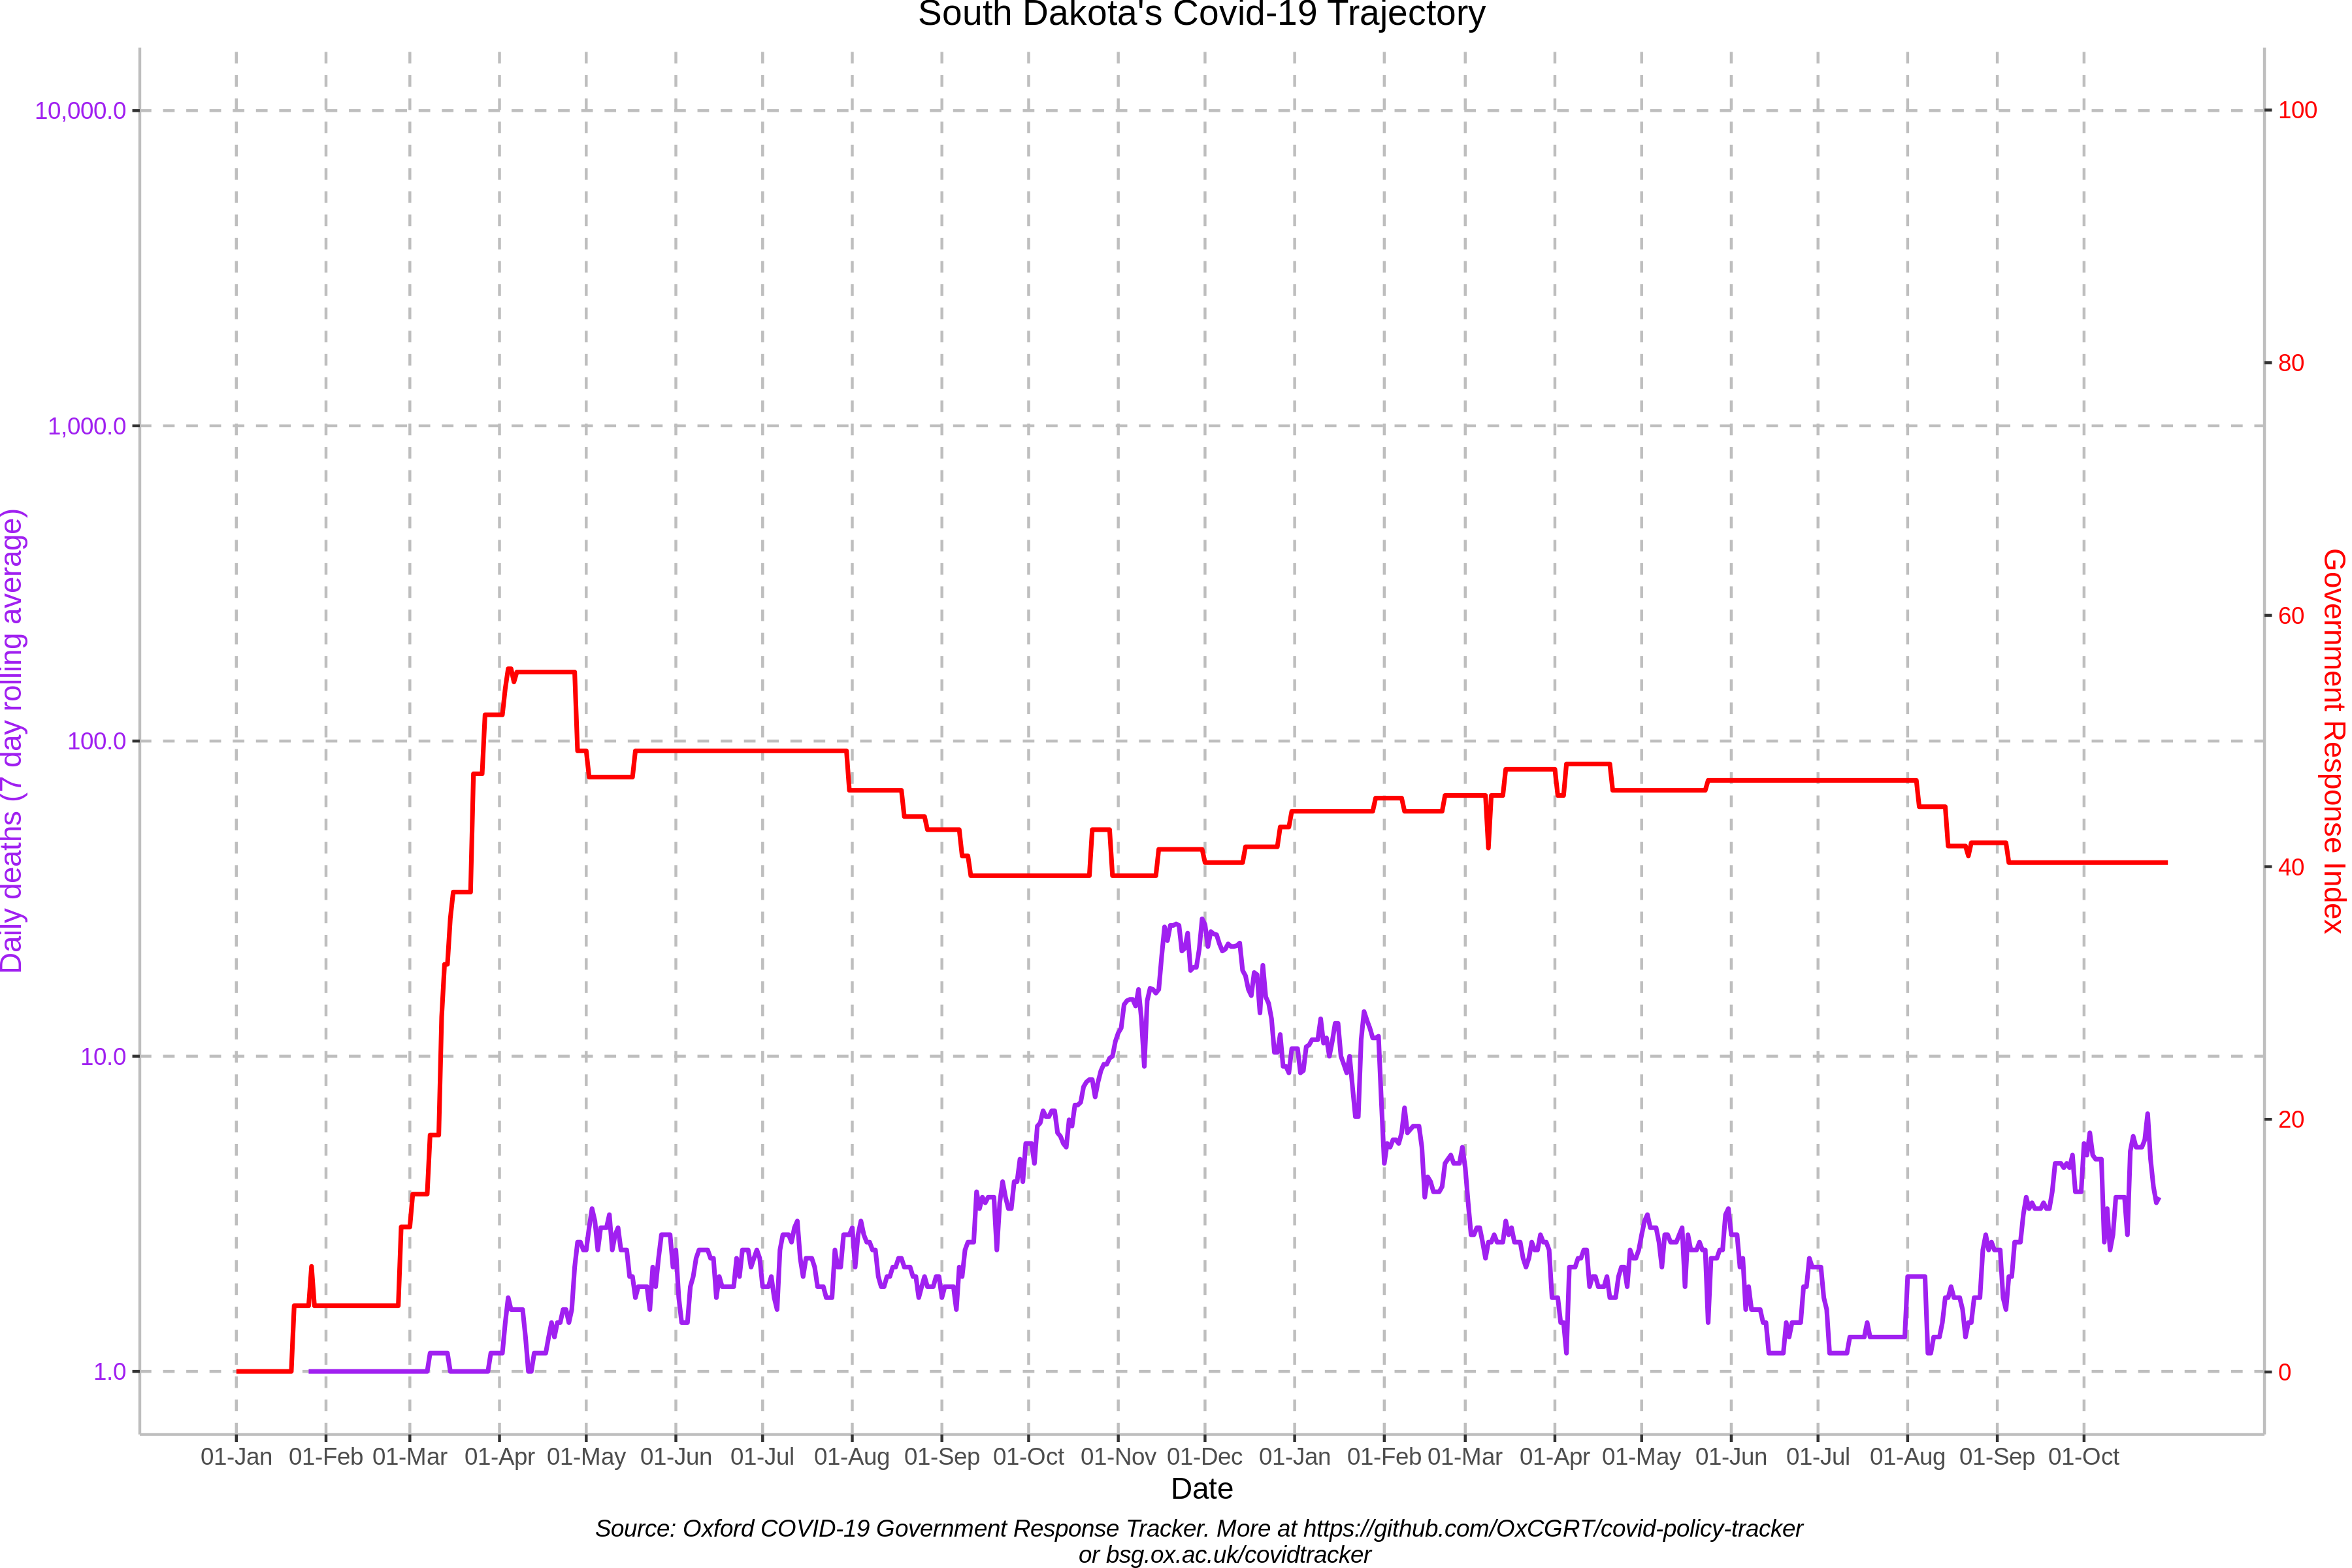 South Dakota's Covid-19 Trajectory
10,000.0
1,000.0
100.0
10.0
1.0
Daily deaths (7 day rolling average)
100
80
60
40
20
0
Government Response Index
01-Jan 01-Feb 01-Mar 01-Apr 01-May 01-Jun 01-Jul 01-Aug 01-Sep 01-Oct 01-Nov 01-Dec 01-Jan 01-Feb 01-Mar 01-Apr 01-May 01-Jun 01-Jul 01-Aug 01-Sep 01-Oct
Date
Source: Oxford COVID-19 Government Response Tracker. More at https://github.com/OxCGRT/covid-policy-tracker
or bsg.ox.ac.uk/covidtracker